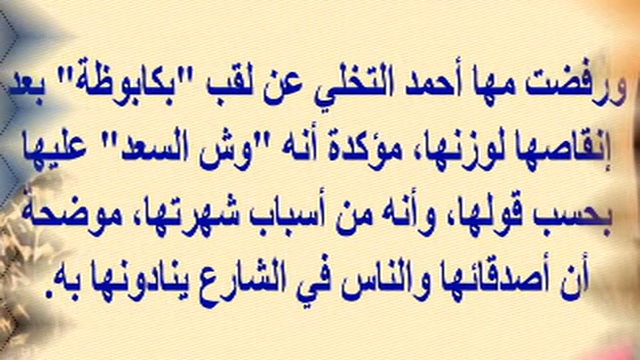 ورفضت مها أحمد التخلي عن لقب "بكابوظة" بعد
إنقاصها لوزنها، مؤكدة أنه "وش السعد" عليها
بحسب قولها، وأنه من أسباب شهرتها، موضحة
أن أصدقائها والناس في الشارع ينادونها به.